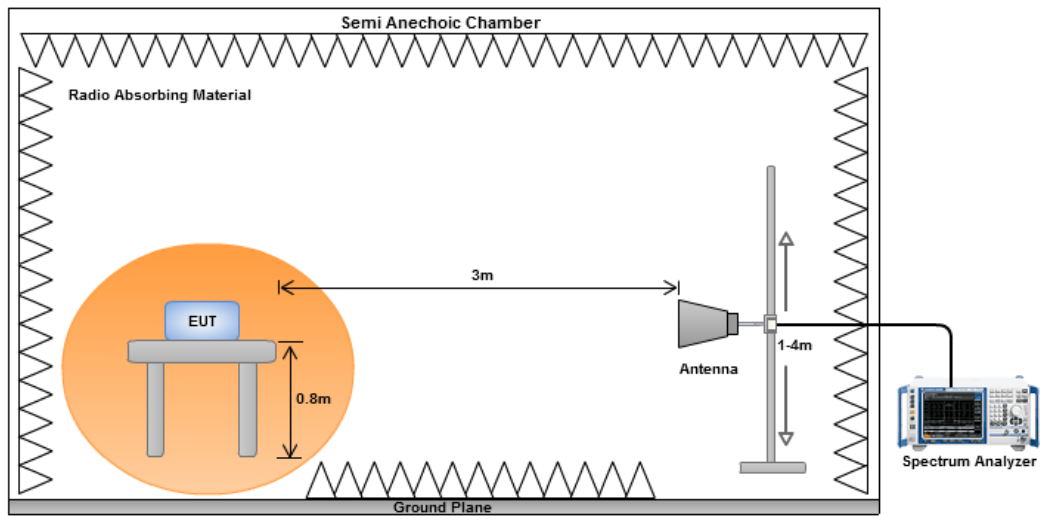 Semi Anechoic Chamber
Radio Absorbing Material
3m
EUT
1-4m
Antenna
0.8m
Spectrum Analyzer
Ground Plane